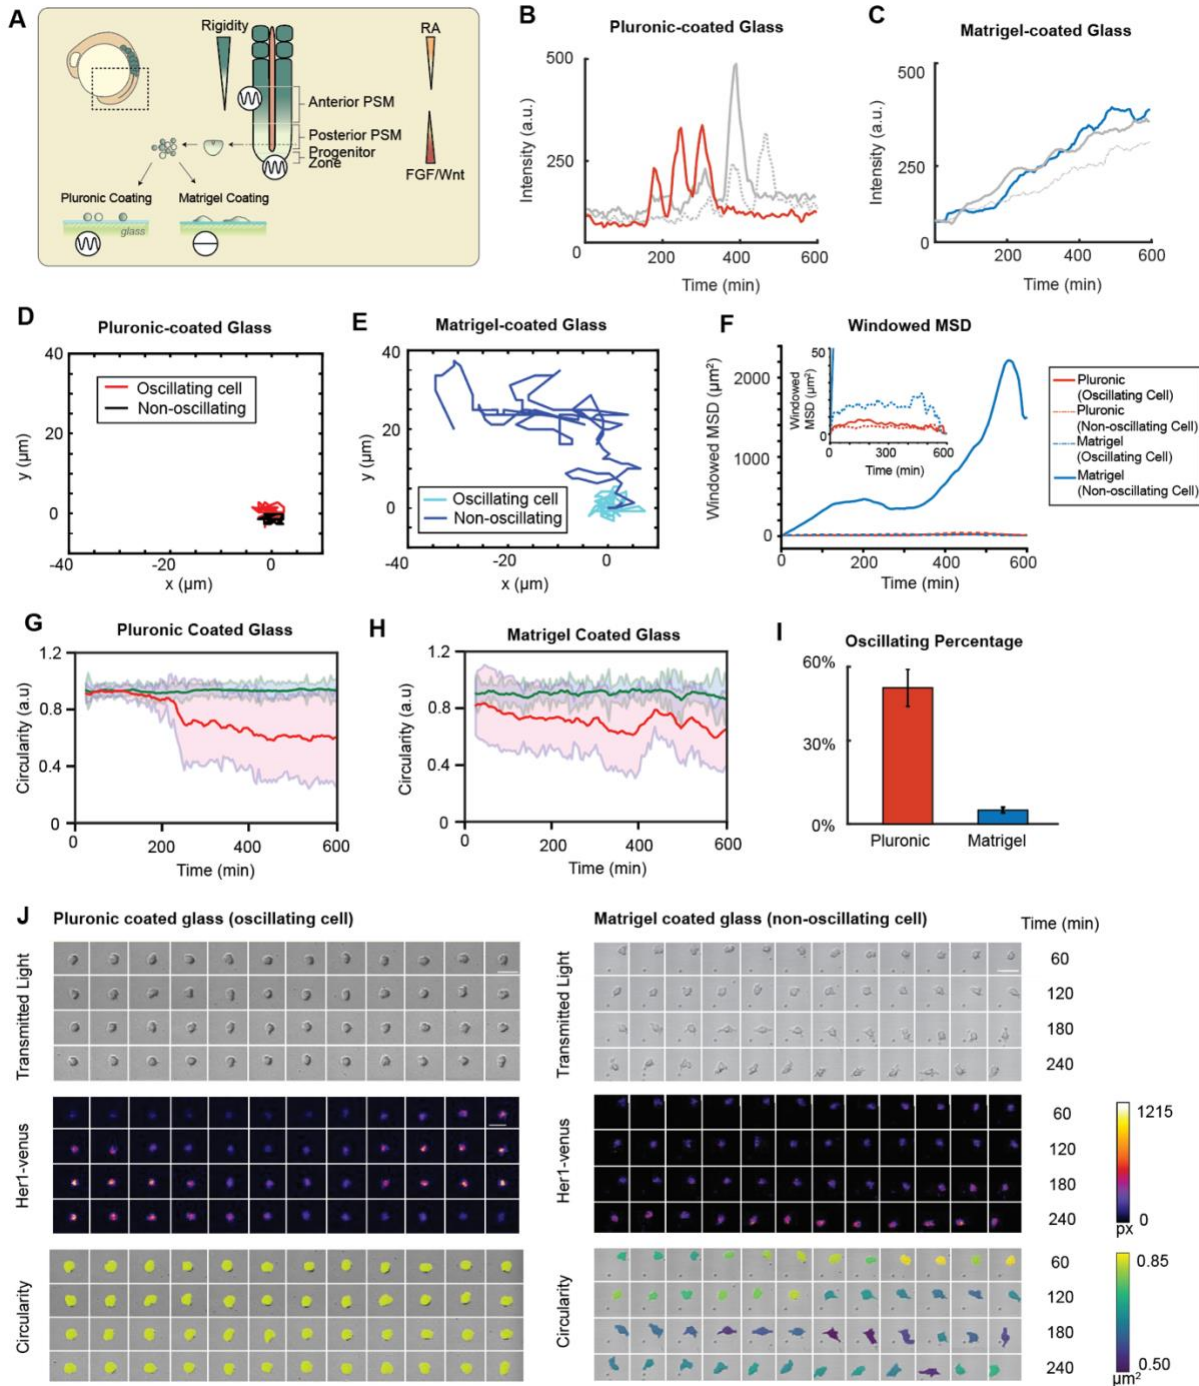 A
Rigidity
RA
Anterior PSM
Posterior PSM
Progenitor
Zone
FGF/Wnt
Pluronic Coating
Matrigel Coating
glass
B
Pluronic-coated Glass
Intensity (a.u.)
500
250
0
200
400
600
Time (min)
C
Matrigel-coated Glass
Intensity (a.u.)
500
250
0
0
200
400
600
Time (min)
D
Pluronic-coated Glass
y (µm)
40
20
0
-40
-20
0
x (µm)
Oscillating cell
Non-oscillating
E
Matrigel-coated Glass
y (µm)
40
20
0
-40
-20
0
x (µm)
Oscillating cell
Non-oscillating
F
Windowed MSD
Windowed MSD (µm²)
2000
1000
0
0
200
400
600
Time (min)
Windowed
MSD (µm²)
50
0
0
300
600
Time (min)
Pluronic
(Oscillating Cell)
Pluronic
(Non-oscillating Cell)
Matrigel
(Oscillating Cell)
Matrigel
(Non-oscillating Cell)
G
Pluronic Coated Glass
Circularity (a.u)
1.2
0.8
0.4
0
0
200
400
600
Time (min)
H
Matrigel Coated Glass
Circularity (a.u)
1.2
0.8
0.4
0
0
200
400
600
Time (min)
I
Oscillating Percentage
60%
30%
0%
Pluronic
Matrigel
J
Pluronic coated glass (oscillating cell)
Matrigel coated glass (non-oscillating cell)
Time (min)
Transmitted Light
Transmitted Light
60
120
180
240
Her1-venus
Her1-venus
60
120
180
240
1215
0
px
Circularity
Circularity
60
120
180
240
0.85
0.50
µm²